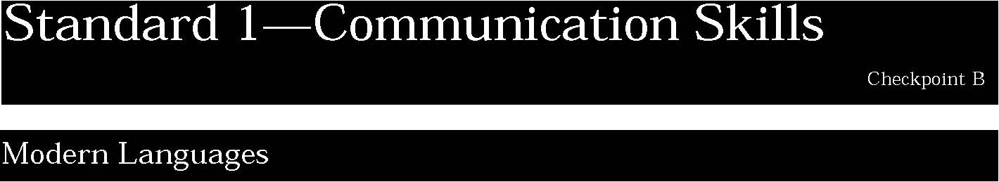 Standard 1—Communication Skills
Checkpoint B
Modern Languages